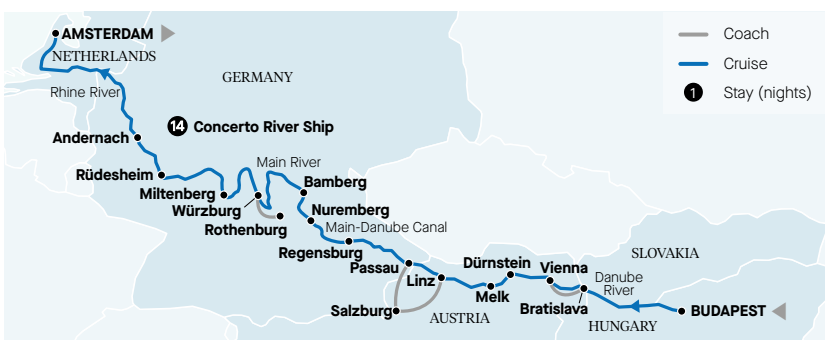 AMSTERDAM
NETHERLANDS
GERMANY
Rhine River
Coach
Cruise
1 Stay (nights)
14 Concerto River Ship
Andernach
Rüdesheim
Main River
Miltenberg
Bamberg
Würzburg
Nuremberg
Rothenburg
Main-Danube Canal
Regensburg
Passau
Dürnstein
Vienna
SLOVAKIA
Linz
Danube
River
Melk
Salzburg
Bratislava
BUDAPEST
AUSTRIA
HUNGARY